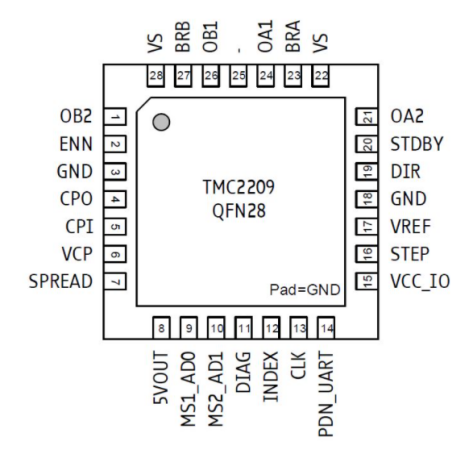 VS BRB OB1 - OA1 BRA VS
28 27 26 25 24 23 22
OB2 1
ENN 2
GND 3
CPO 4
CPI 5
VCP 6
SPREAD 7
TMC2209
QFN28
Pad=GND
21 OA2
20 STDBY
19 DIR
18 GND
17 VREF
16 STEP
15 VCC_IO
8 9 10 11 12 13 14
5VOUT MS1_AD0 MS2_AD1 DIAG INDEX CLK PDN_UART